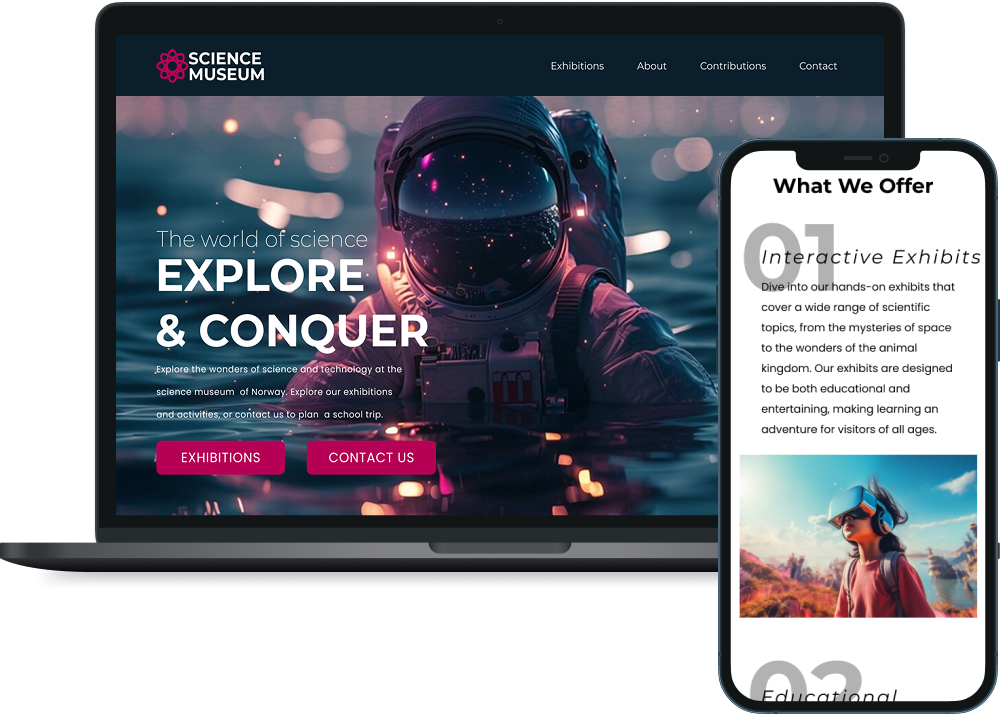 SCIENCE
MUSEUM
Exhibitions About Contributions Contact
The world of science
EXPLORE
& CONQUER
Explore the wonders of science and technology at the
science museum of Norway. Explore our exhibitions
and activities, or contact us to plan a school trip.
EXHIBITIONS CONTACT US
What We Offer
01
Interactive Exhibits
Dive into our hands-on exhibits that
cover a wide range of scientific
topics, from the mysteries of space
to the wonders of the animal
kingdom. Our exhibits are designed
to be both educational and
entertaining, making learning an
adventure for visitors of all ages.
02
Educational